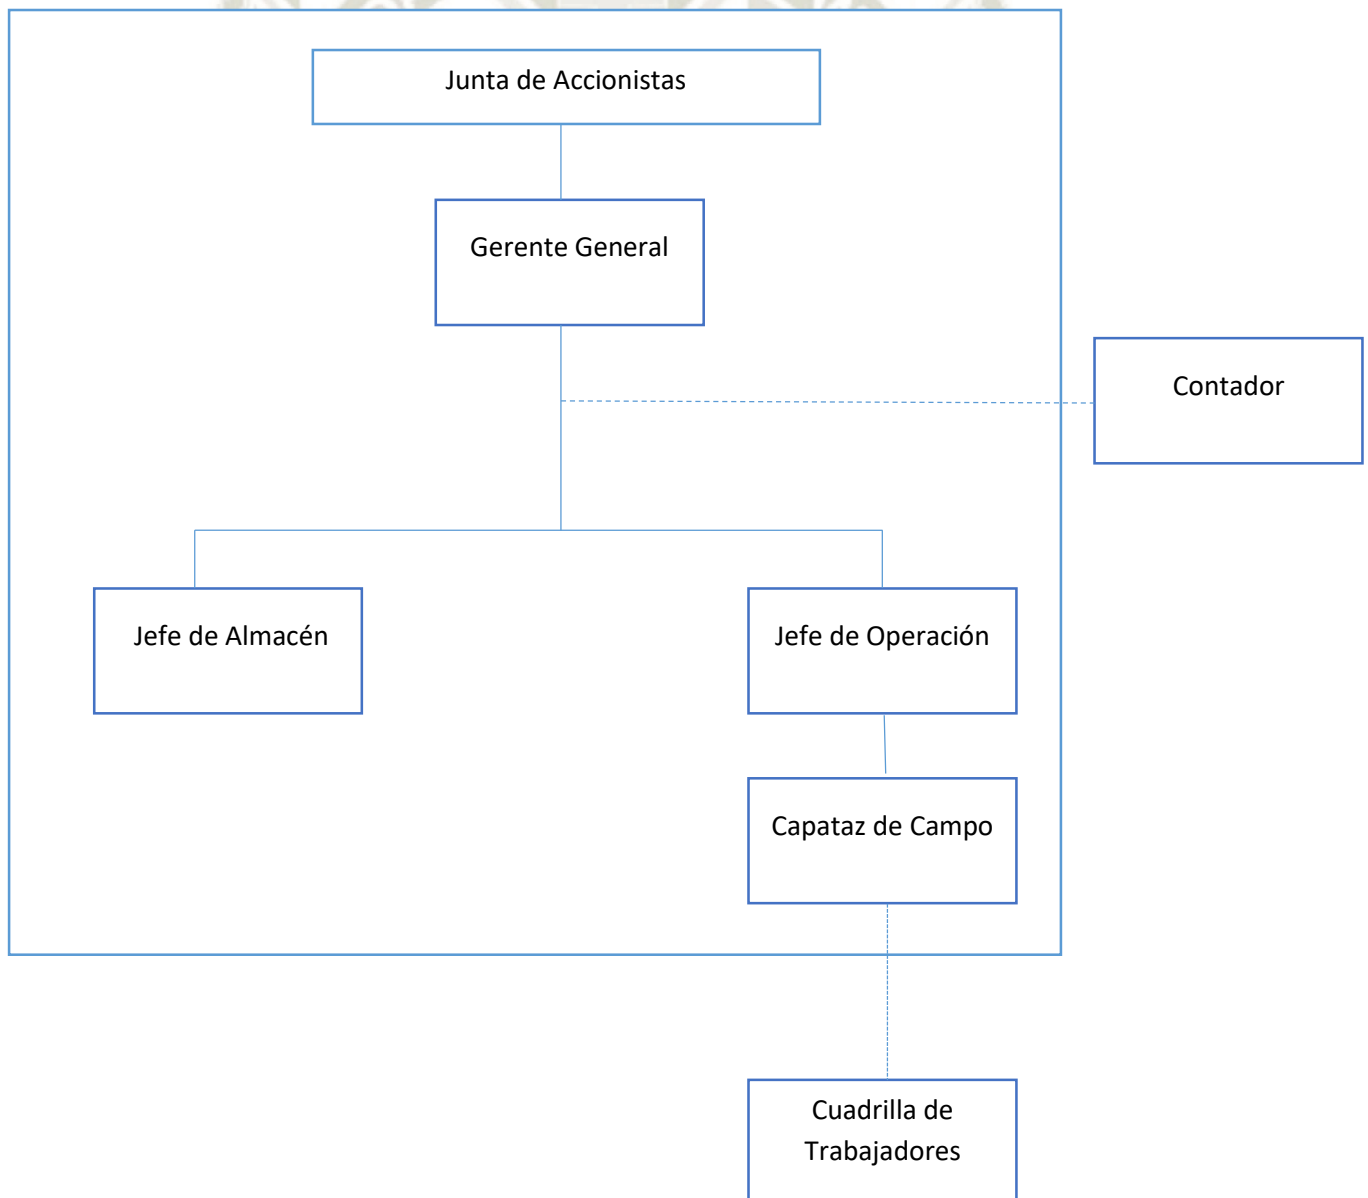 Junta de Accionistas
Gerente General
Contador
Jefe de Almacén
Jefe de Operación
Capataz de Campo
Cuadrilla de
Trabajadores